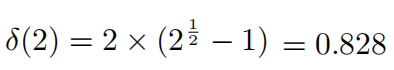 δ(2) = 2 × (2^{1/2} − 1) = 0.828